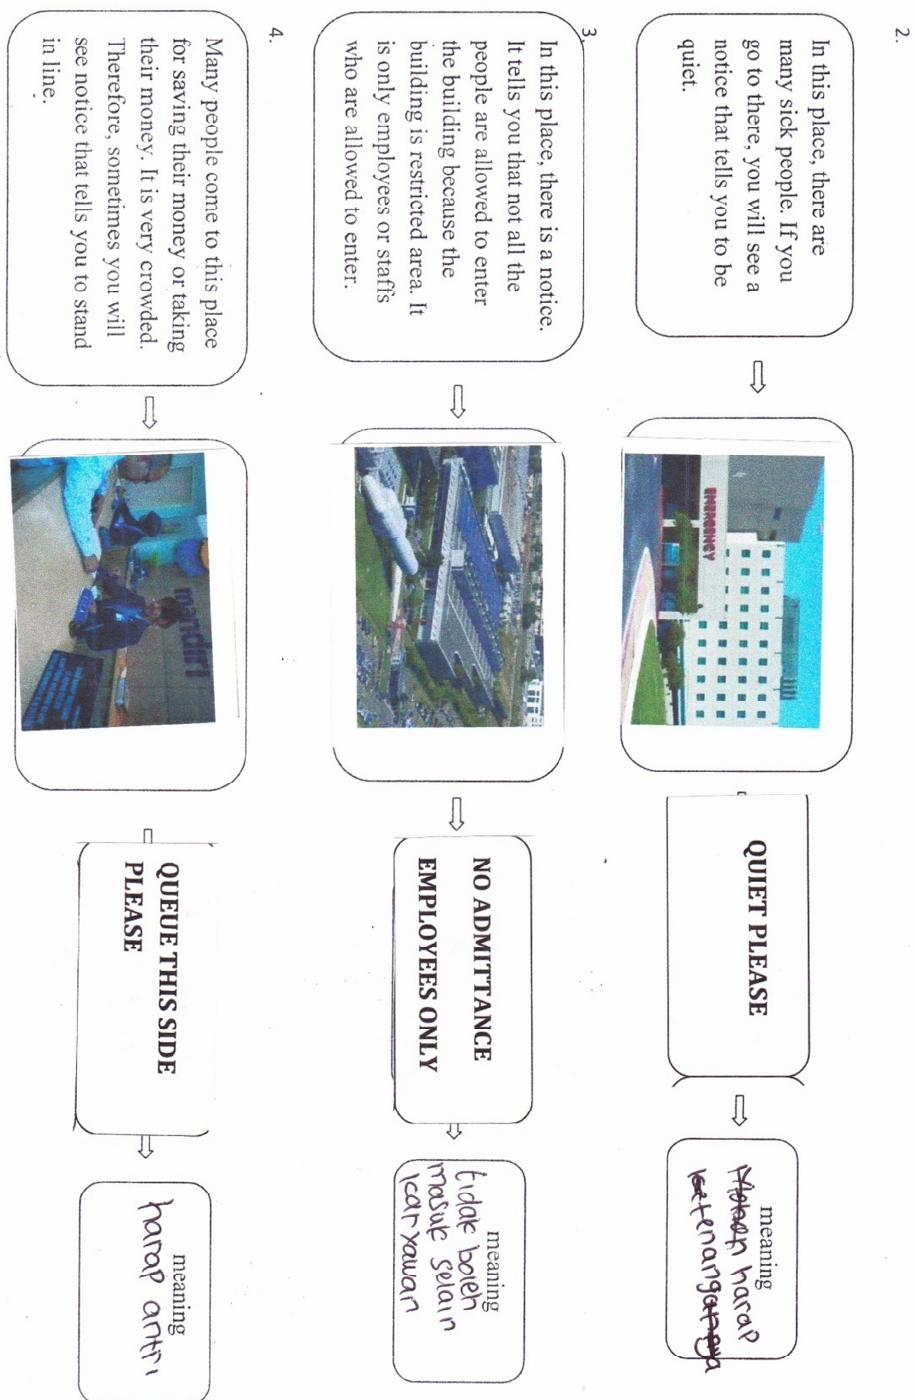 2.
In this place, there are
many sick people. If you
go to there, you will see a
notice that tells you to be
quiet.
EMERGENCY
QUIET PLEASE
meaning
harap
tenang
3.
In this place, there is a notice.
It tells you that not all the
people are allowed to enter
the building because the
building is restricted area. It
is only employees or staffs
who are allowed to enter.
NO ADMITTANCE
EMPLOYEES ONLY
meaning
tidak boleh
masuk selain
karyawan
4.
Many people come to this place
for saving their money or taking
their money. It is very crowded.
Therefore, sometimes you will
see notice that tells you to stand
in line.
mandiri
QUEUE THIS SIDE
PLEASE
meaning
harap antri